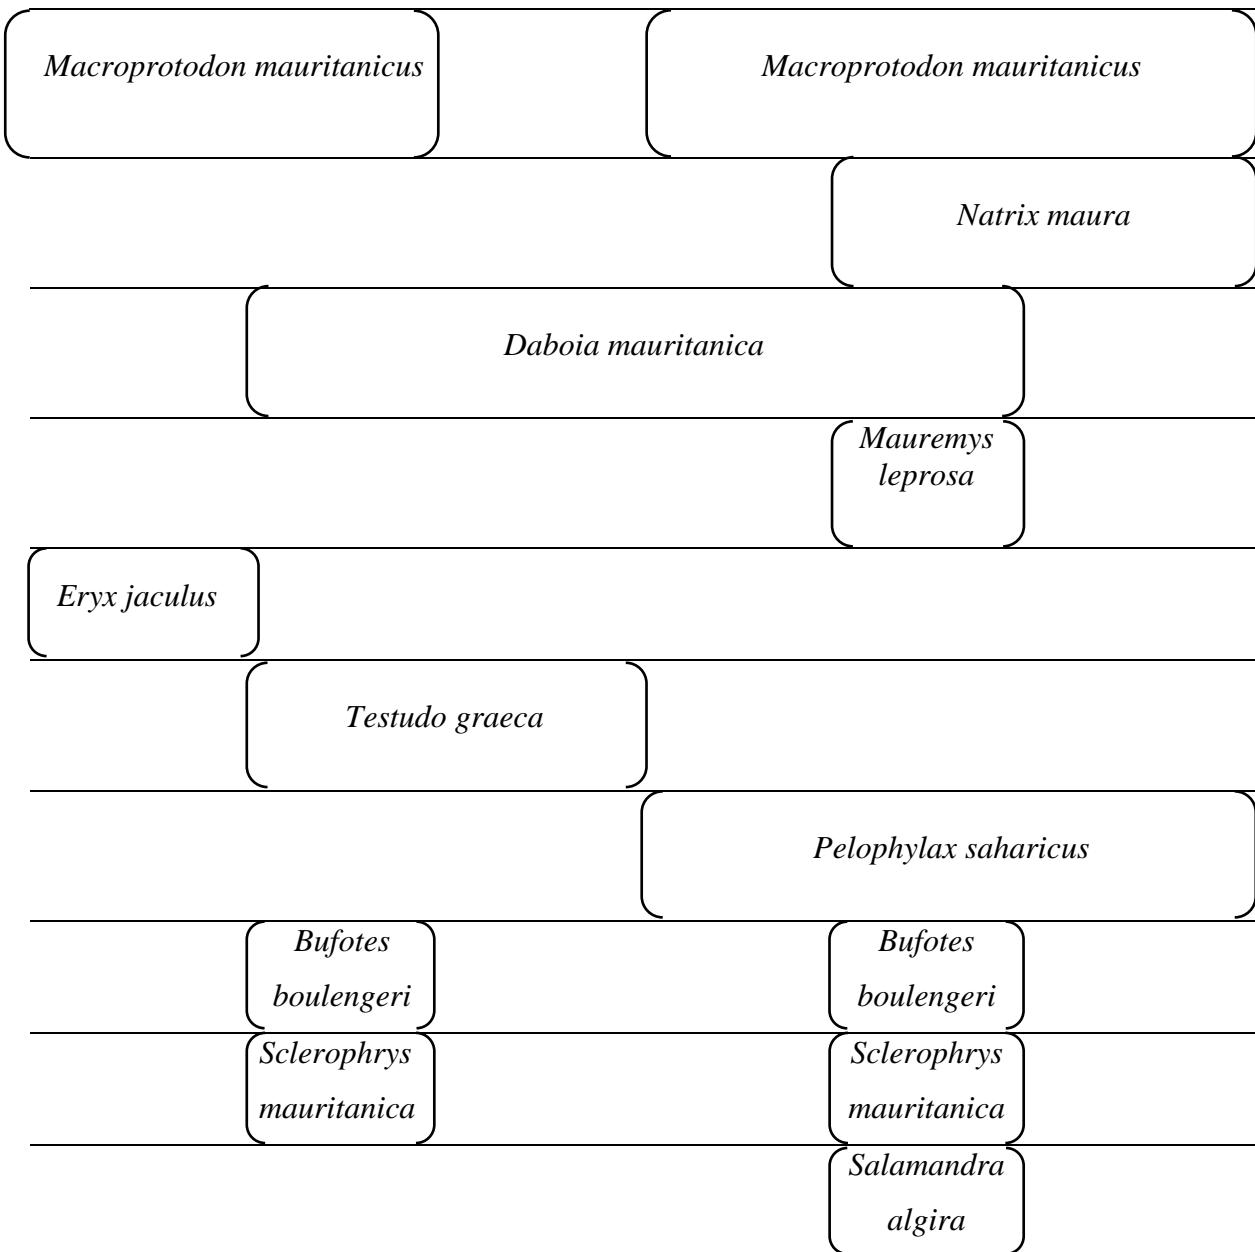 Macroprotodon mauritanicus
Macroprotodon mauritanicus
Natrix maura
Daboia mauritanica
Mauremys
leprosa
Eryx jaculus
Testudo graeca
Pelophylax saharicus
Bufotes
boulengeri
Bufotes
boulengeri
Sclerophrys
mauritanica
Sclerophrys
mauritanica
Salamandra
algira